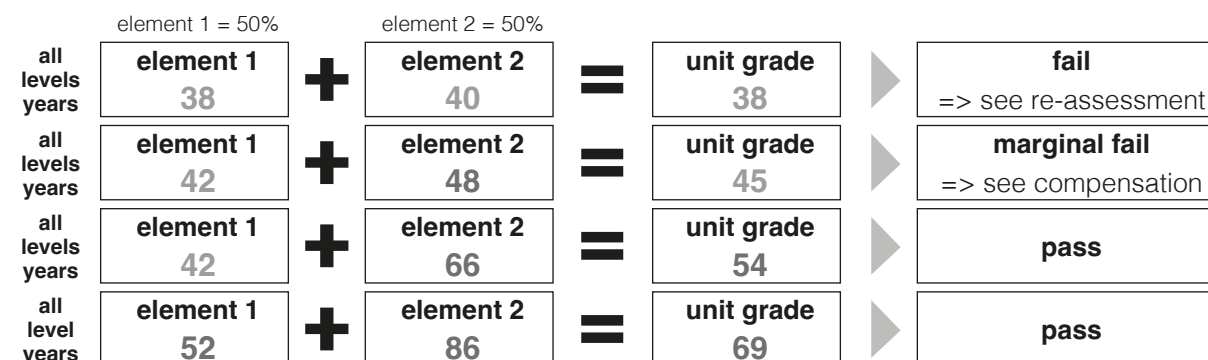 element 1 = 50% element 2 = 50%
all levels years element 1 38 + element 2 40 = unit grade 38 fail => see re-assessment
all levels years element 1 42 + element 2 48 = unit grade 45 marginal fail => see compensation
all levels years element 1 42 + element 2 66 = unit grade 54 pass
all level years element 1 52 + element 2 86 = unit grade 69 pass